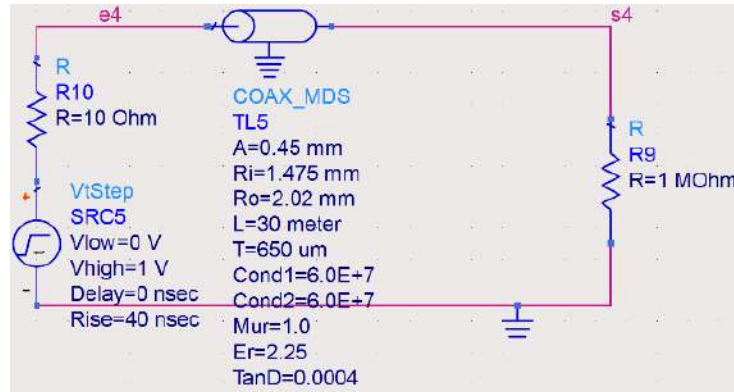 e4
s4
R
R10
R=10 Ohm
VtStep
SRC5
Vlow=0 V
Vhigh=1 V
Delay=0 nsec
Rise=40 nsec
COAX_MDS
TL5
A=0.45 mm
Ri=1.475 mm
Ro=2.02 mm
L=30 meter
T=650 um
Cond1=6.0E+7
Cond2=6.0E+7
Mur=1.0
Er=2.25
TanD=0.0004
R
R9
R=1 MOhm